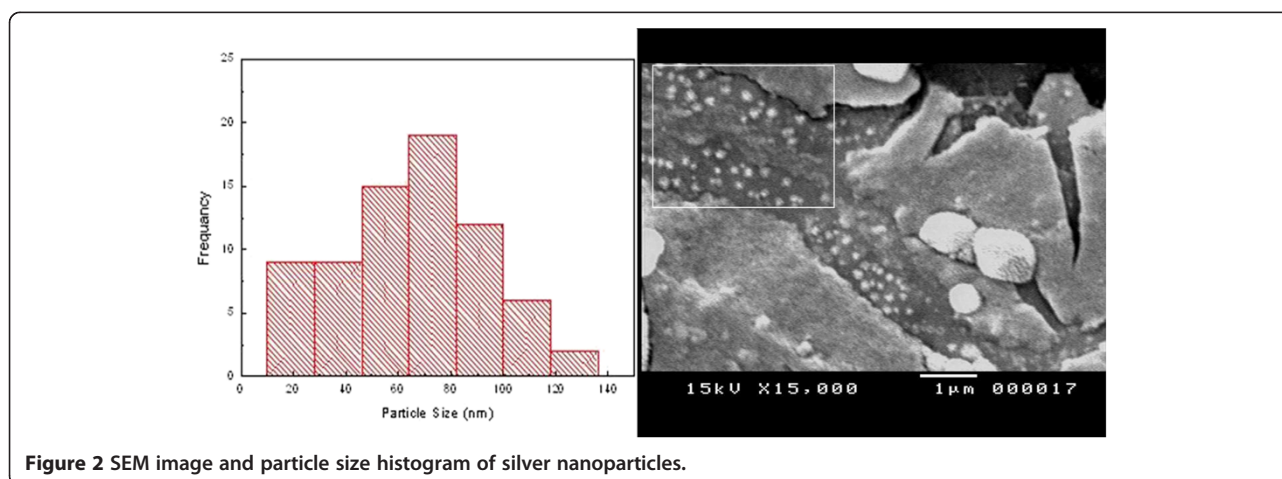 25
20
15
10
5
0
Frequancy
0 20 40 60 80 100 120 140
Particle Size (nm)
15kV X15,000 1µm 000017
Figure 2 SEM image and particle size histogram of silver nanoparticles.